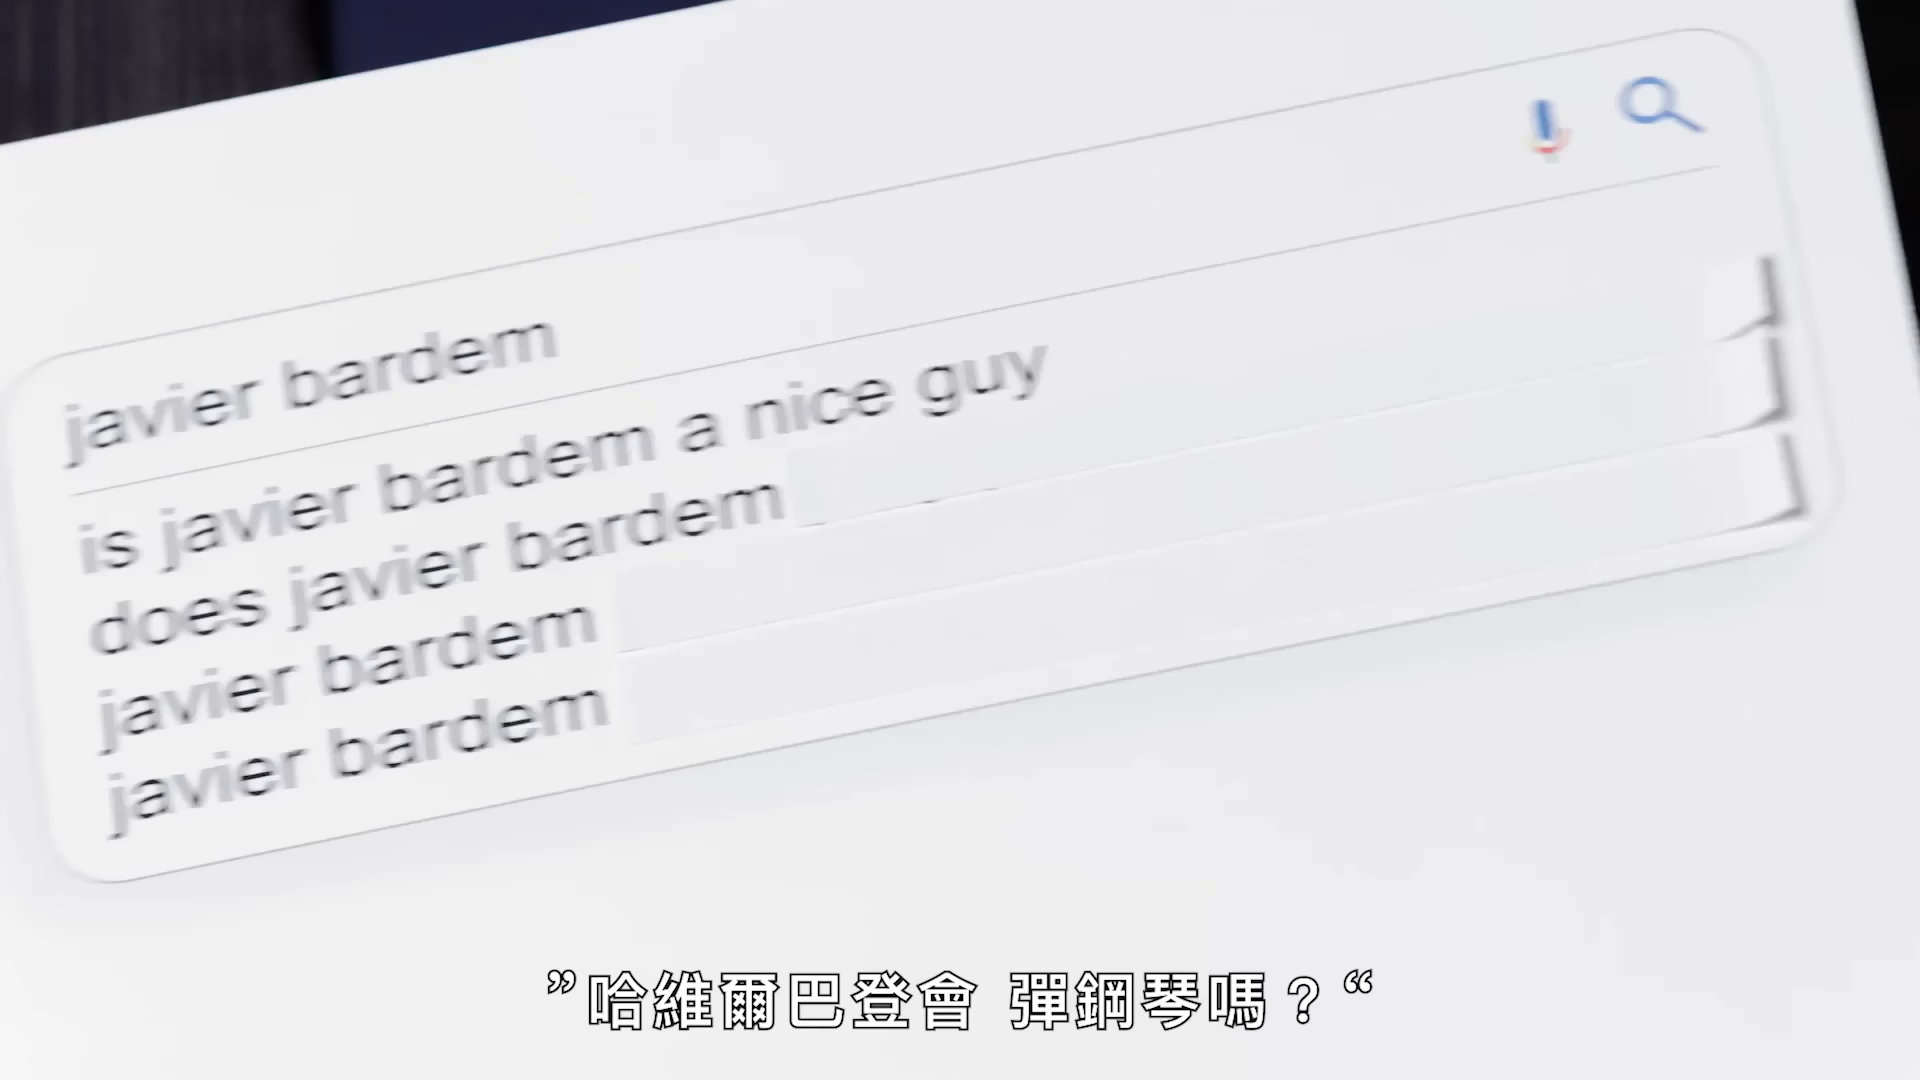 javier bardem
is javier bardem a nice guy
does javier bardem
javier bardem
javier bardem
”哈維爾巴登會 彈鋼琴嗎？“